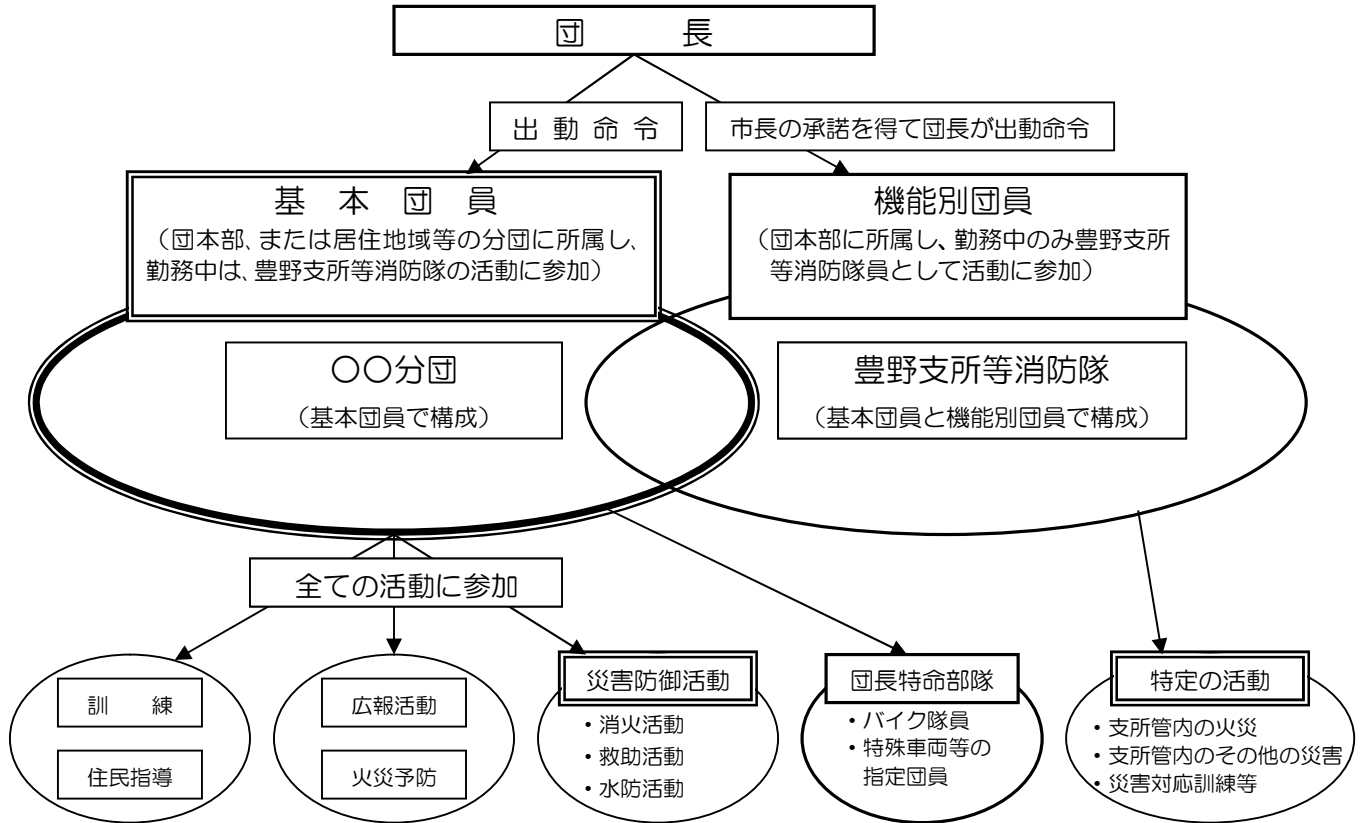 団　　長
出 動 命 令
市長の承諾を得て団長が出動命令
基　本　団　員
（団本部、または居住地域等の分団に所属し、
勤務中は、豊野支所等消防隊の活動に参加）
機能別団員
（団本部に所属し、勤務中のみ豊野支所
等消防隊員として活動に参加）
〇〇分団
（基本団員で構成）
豊野支所等消防隊
（基本団員と機能別団員で構成）
全ての活動に参加
訓　練
住民指導
広報活動
火災予防
災害防御活動
・消火活動
・救助活動
・水防活動
団長特命部隊
・バイク隊員
・特殊車両等の
指定団員
特定の活動
・支所管内の火災
・支所管内のその他の災害
・災害対応訓練等